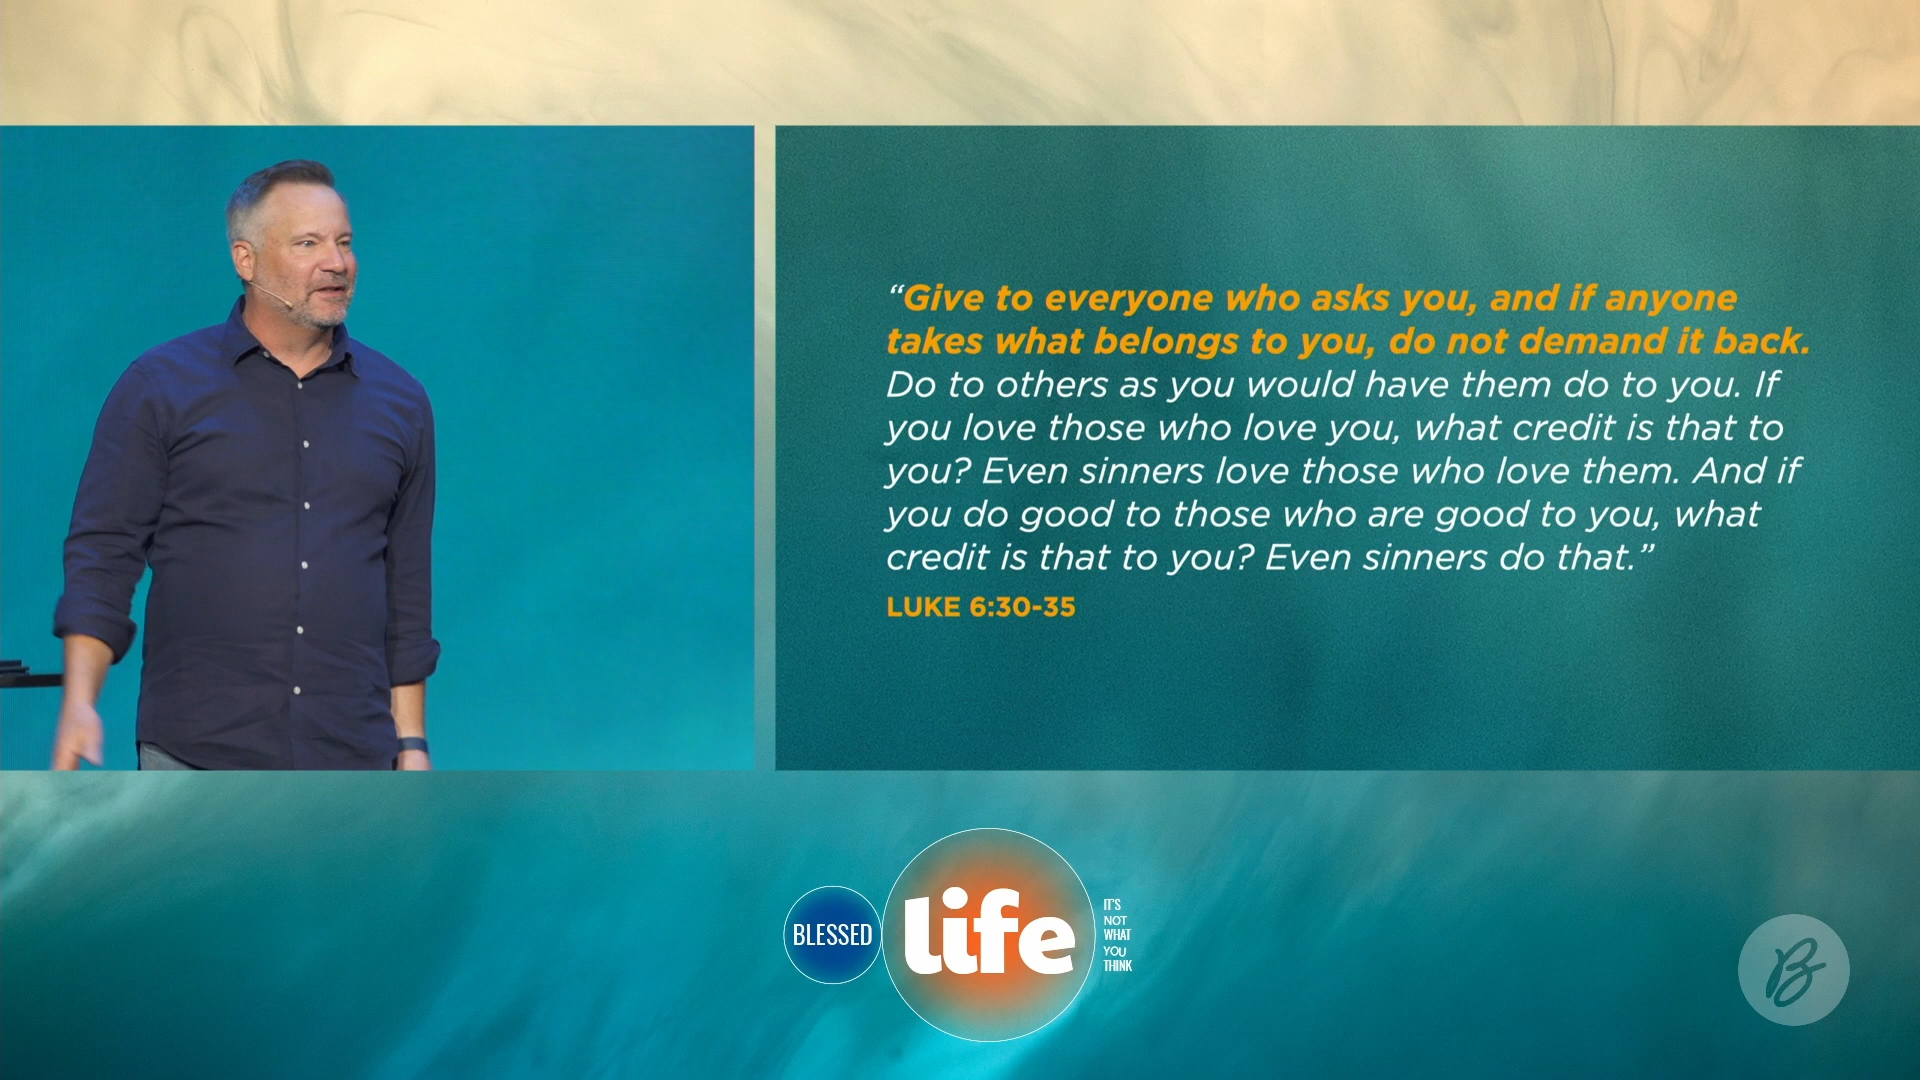 “Give to everyone who asks you, and if anyone
takes what belongs to you, do not demand it back.
Do to others as you would have them do to you. If
you love those who love you, what credit is that to
you? Even sinners love those who love them. And if
you do good to those who are good to you, what
credit is that to you? Even sinners do that.”
LUKE 6:30-35
BLESSED
life
IT'S
NOT
WHAT
YOU
THINK
B